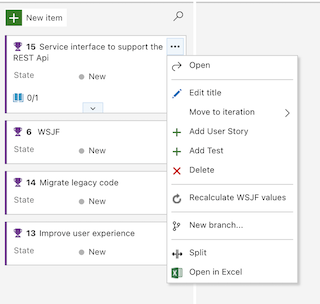 New item
15 Service interface to support the
REST Api
State New
0/1
6 WSJF
State New
14 Migrate legacy code
State New
13 Improve user experience
State New
Open
Edit title
Move to iteration
Add User Story
Add Test
Delete
Recalculate WSJF values
New branch...
Split
Open in Excel